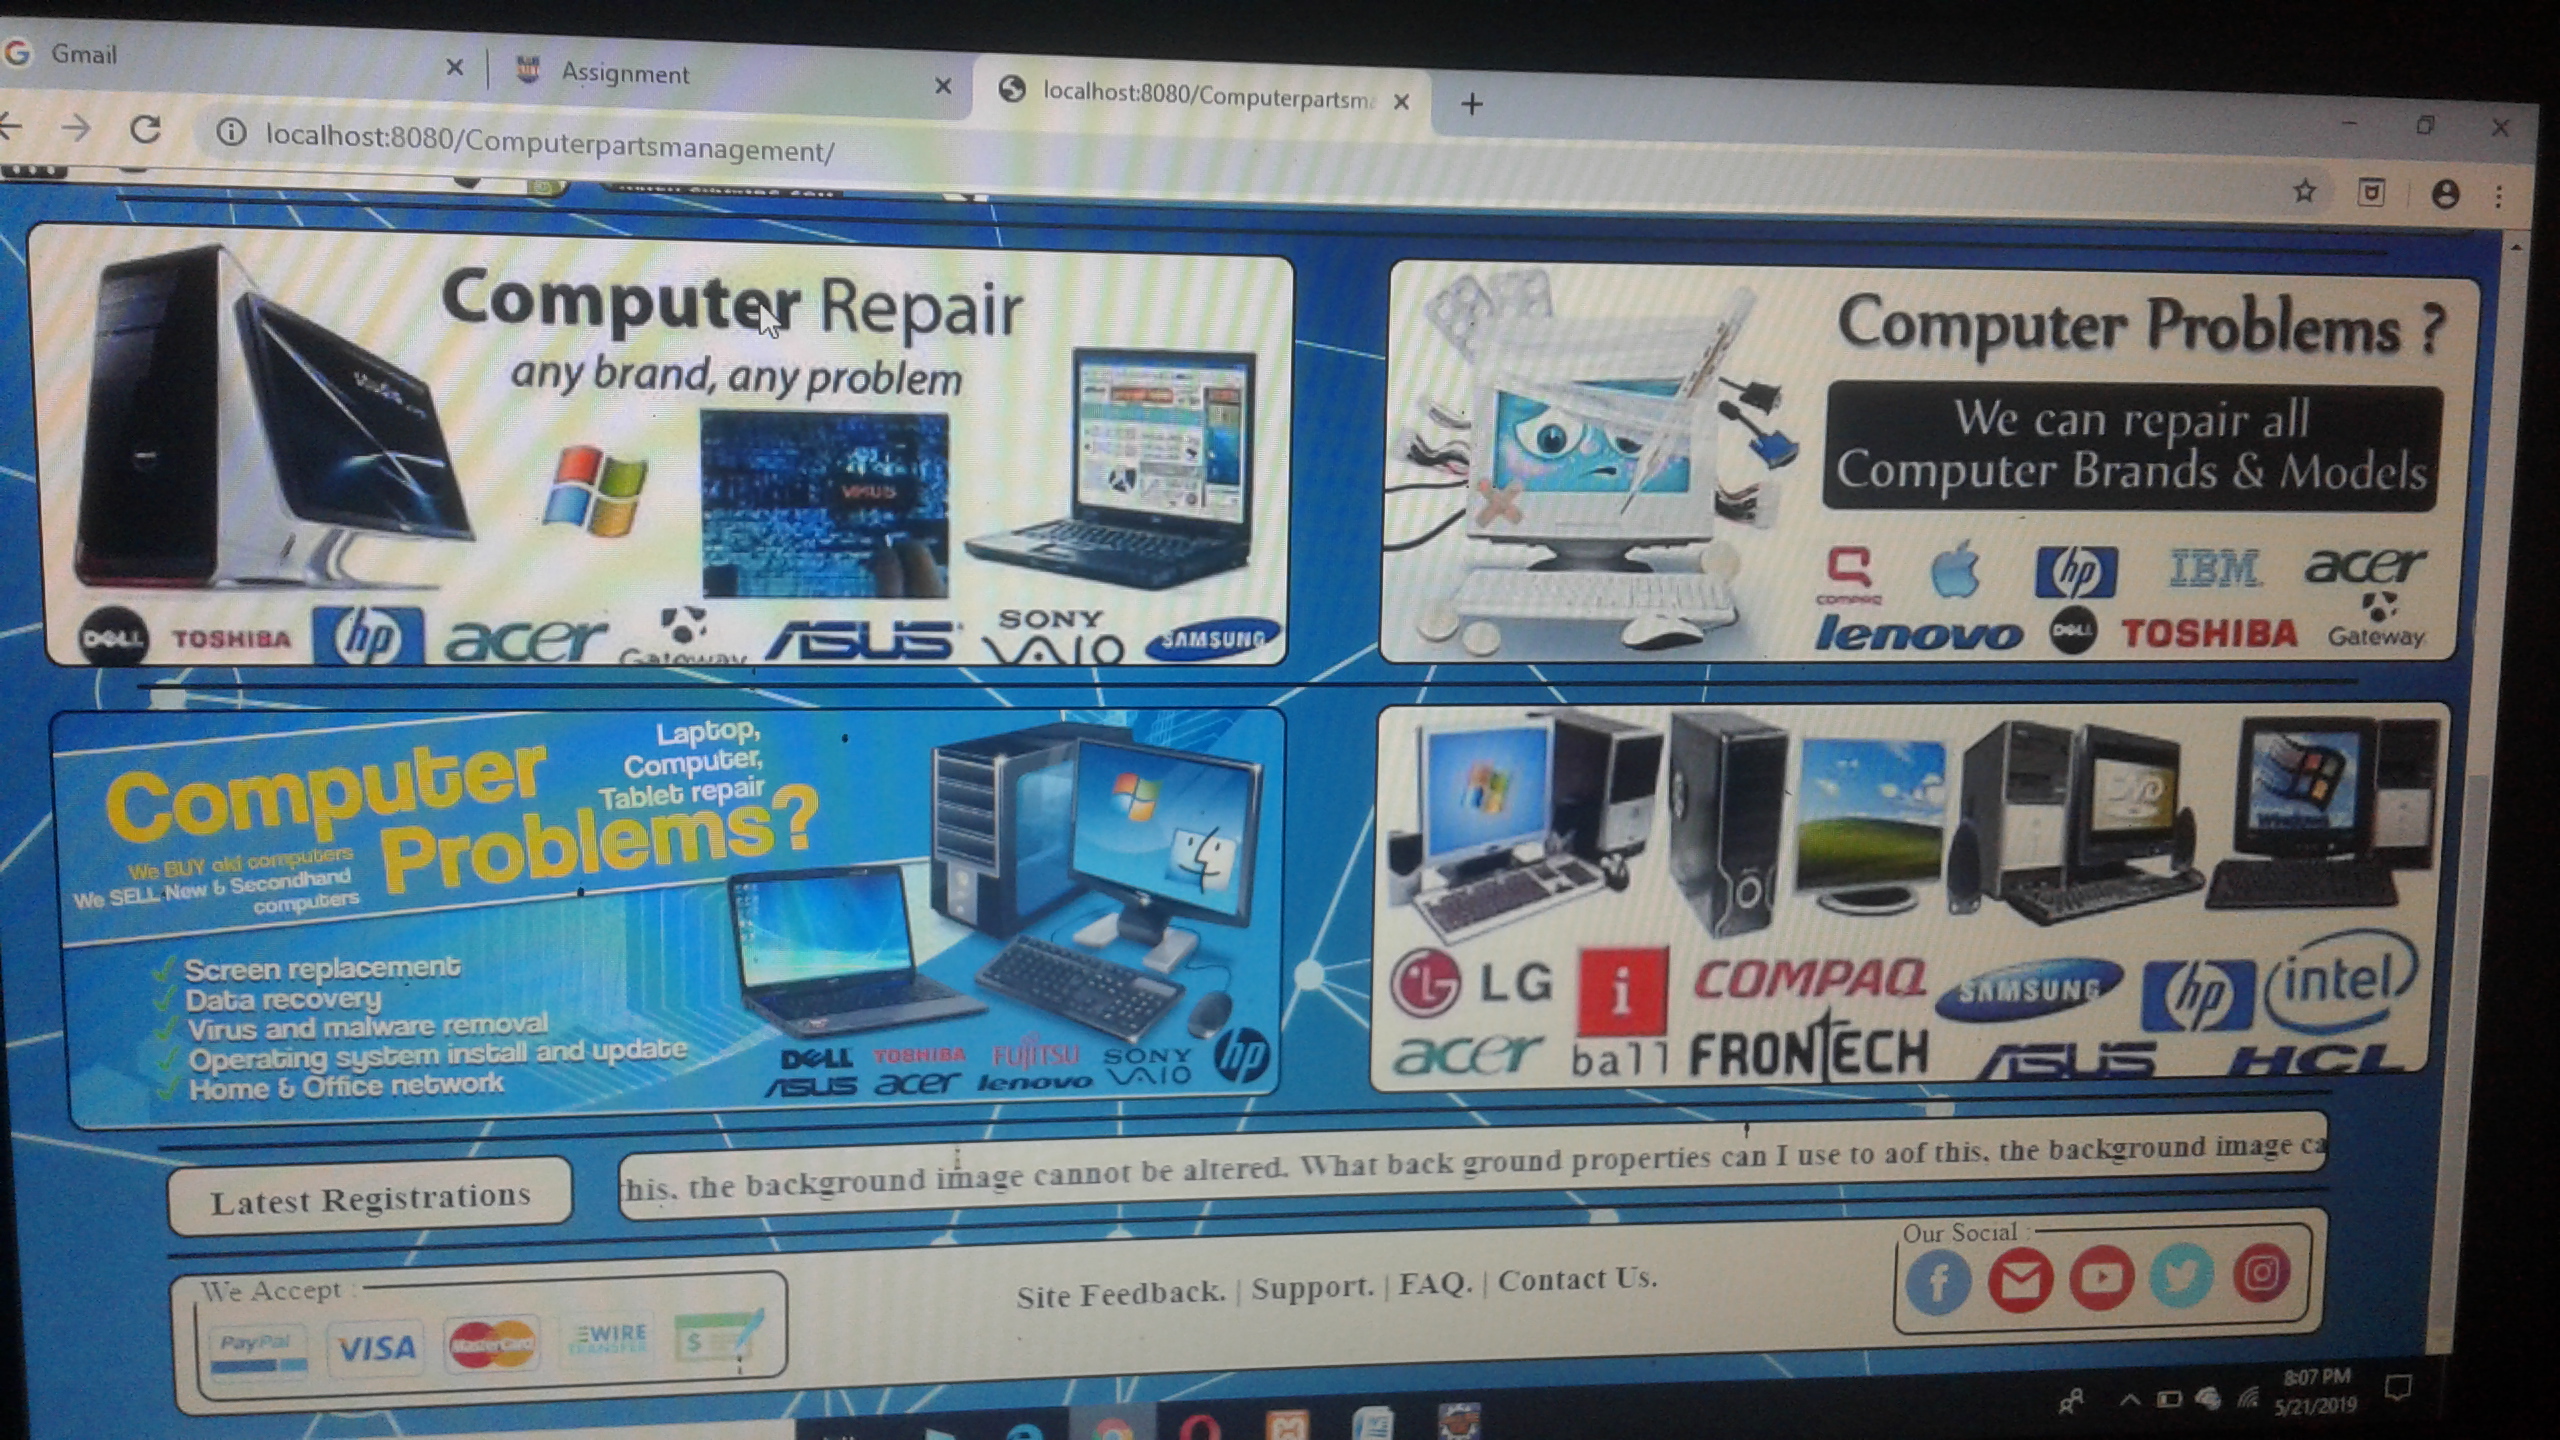 Gmail
Assignment
localhost:8080/Computerpartsma
localhost:8080/Computerpartsmanagement/
Computer Repair
any brand, any problem
VIRUS
DELL TOSHIBA hp acer Gateway ASUS SONY VAIO SAMSUNG
Computer Problems ?
We can repair all
Computer Brands & Models
COMPAQ hp IBM acer
lenovo DELL TOSHIBA Gateway
Computer
Problems?
Laptop,
Computer,
Tablet repair
We BUY old computers
We SELL New & Secondhand
computers
Screen replacement
Data recovery
Virus and malware removal
Operating system install and update
Home & Office network
DELL TOSHIBA FUJITSU SONY hp
ASUS acer lenovo VAIO
LG i COMPAQ SAMSUNG hp intel
acer ball FRONTECH ASUS HCL
Latest Registrations
his. the background image cannot be altered. What back ground properties can I use to aof this. the background image ca
We Accept :
PayPal VISA MasterCard WIRE TRANSFER $
Site Feedback. | Support. | FAQ. | Contact Us.
Our Social :
8:07 PM
5/21/2019